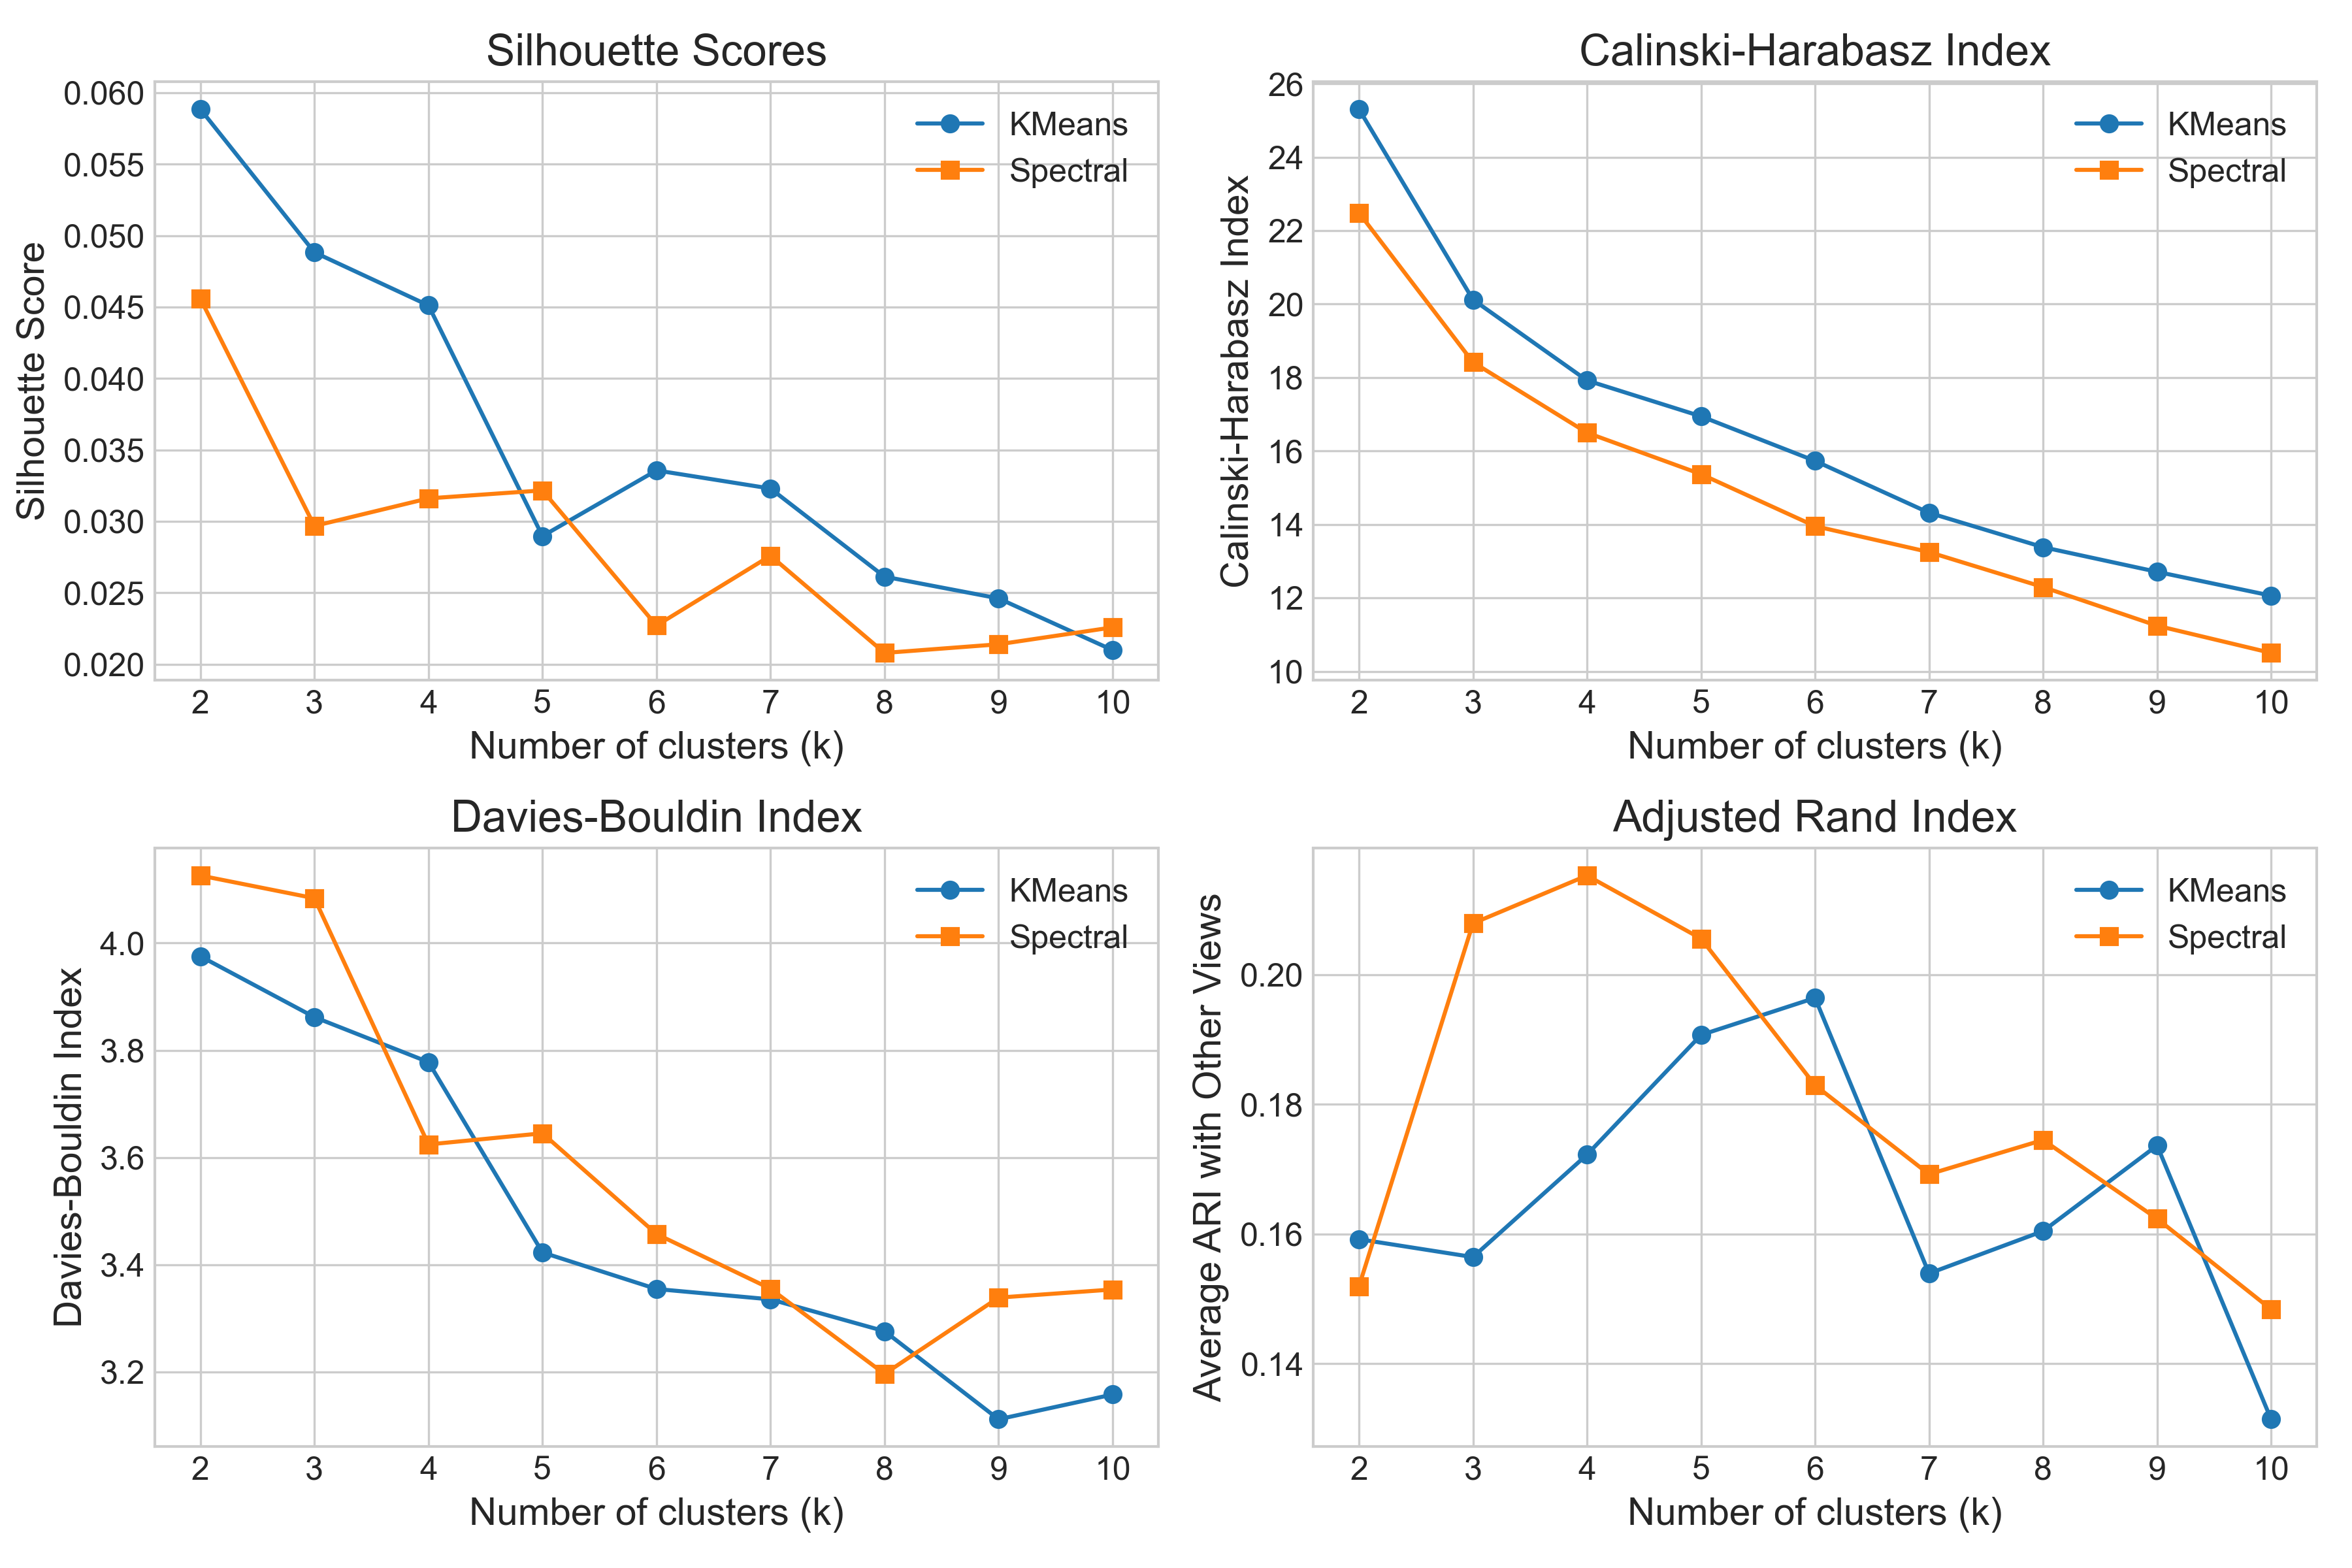 Silhouette Scores
Silhouette Score
0.060
0.055
0.050
0.045
0.040
0.035
0.030
0.025
0.020
KMeans
Spectral
2 3 4 5 6 7 8 9 10
Number of clusters (k)
Calinski-Harabasz Index
Calinski-Harabasz Index
26
24
22
20
18
16
14
12
10
KMeans
Spectral
2 3 4 5 6 7 8 9 10
Number of clusters (k)
Davies-Bouldin Index
Davies-Bouldin Index
4.0
3.8
3.6
3.4
3.2
KMeans
Spectral
2 3 4 5 6 7 8 9 10
Number of clusters (k)
Adjusted Rand Index
Average ARI with Other Views
0.20
0.18
0.16
0.14
KMeans
Spectral
2 3 4 5 6 7 8 9 10
Number of clusters (k)